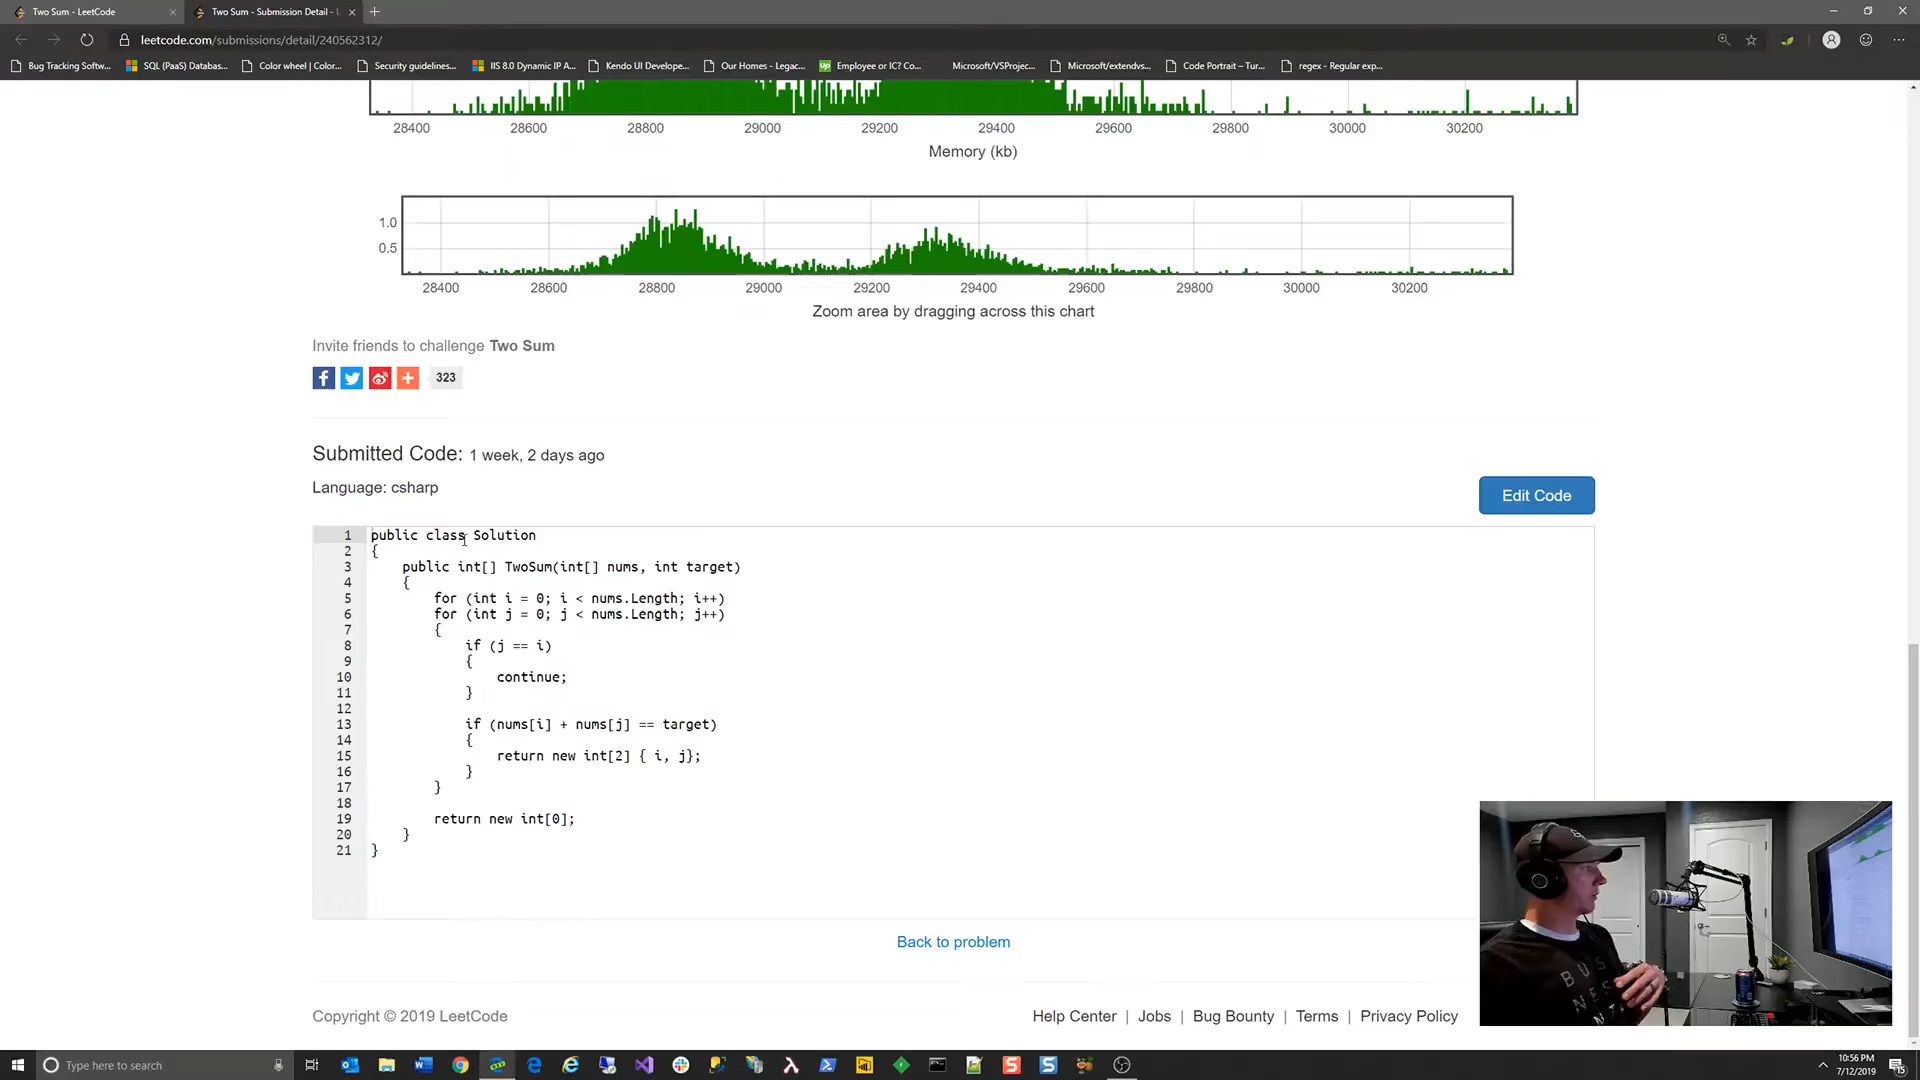 Two Sum - LeetCode
Two Sum - Submission Detail - L
leetcode.com/submissions/detail/240562312/
Bug Tracking Softw...
SQL (PaaS) Databas...
Color wheel | Color...
Security guidelines...
IIS 8.0 Dynamic IP A...
Kendo UI Develope...
Our Homes - Legac...
Employee or IC? Co...
Microsoft/VSProjec...
Microsoft/extendvs...
Code Portrait – Tur...
regex - Regular exp...
28400 28600 28800 29000 29200 29400 29600 29800 30000 30200
Memory (kb)
1.0
0.5
28400 28600 28800 29000 29200 29400 29600 29800 30000 30200
Zoom area by dragging across this chart
Invite friends to challenge Two Sum
323
Submitted Code: 1 week, 2 days ago
Language: csharp
Edit Code
1 public class Solution
2 {
3 public int[] TwoSum(int[] nums, int target)
4 {
5 for (int i = 0; i < nums.Length; i++)
6 for (int j = 0; j < nums.Length; j++)
7 {
8 if (j == i)
9 {
10 continue;
11 }
12
13 if (nums[i] + nums[j] == target)
14 {
15 return new int[2] { i, j};
16 }
17 }
18
19 return new int[0];
20 }
21 }
Back to problem
Copyright © 2019 LeetCode
Help Center | Jobs | Bug Bounty | Terms | Privacy Policy
Type here to search
10:56 PM
7/12/2019